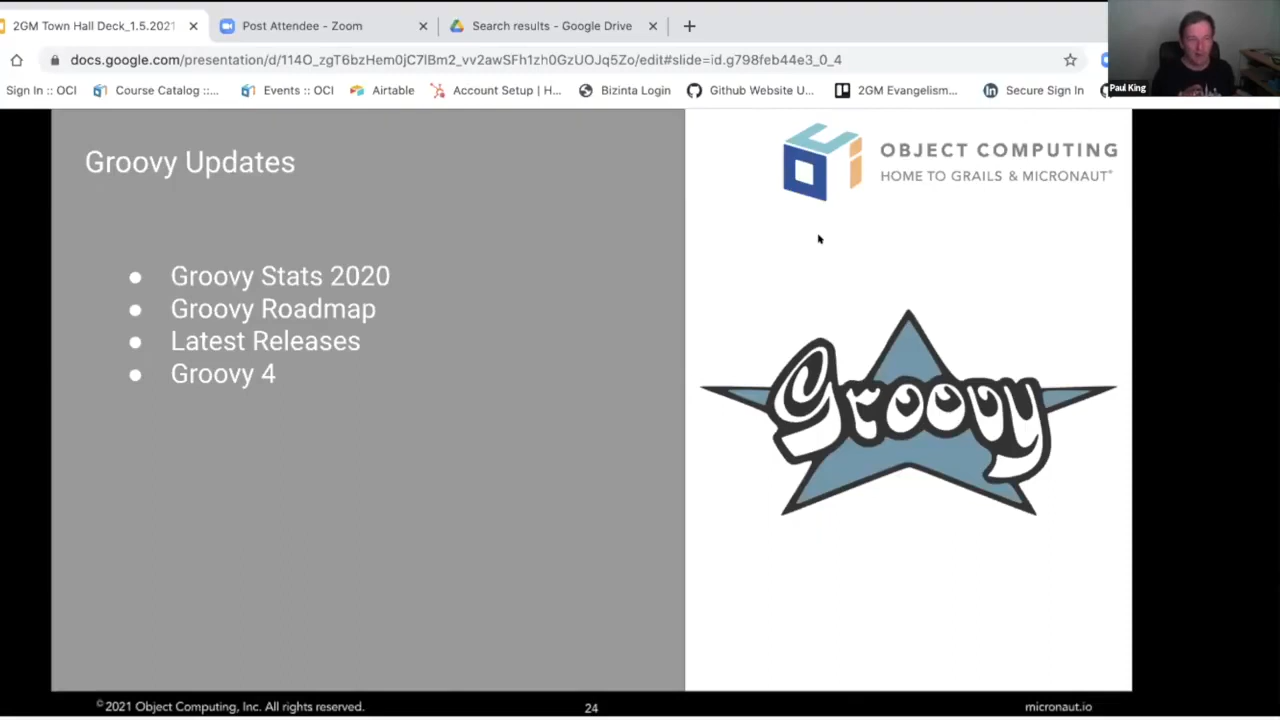 2GM Town Hall Deck_1.5.2021
Post Attendee - Zoom
Search results - Google Drive
docs.google.com/presentation/d/114O_zgT6bzHem0jC7lBm2_vv2awSFh1zh0GzUOJq5Zo/edit#slide=id.g798feb44e3_0_4
Sign In :: OCI
Course Catalog ::...
Events :: OCI
Airtable
Account Setup | H...
Bizinta Login
Github Website U...
2GM Evangelism...
Secure Sign In
Paul King
Groovy Updates
OBJECT COMPUTING
HOME TO GRAILS & MICRONAUT®
● Groovy Stats 2020
● Groovy Roadmap
● Latest Releases
● Groovy 4
Groovy
© 2021 Object Computing, Inc. All rights reserved.
24
micronaut.io